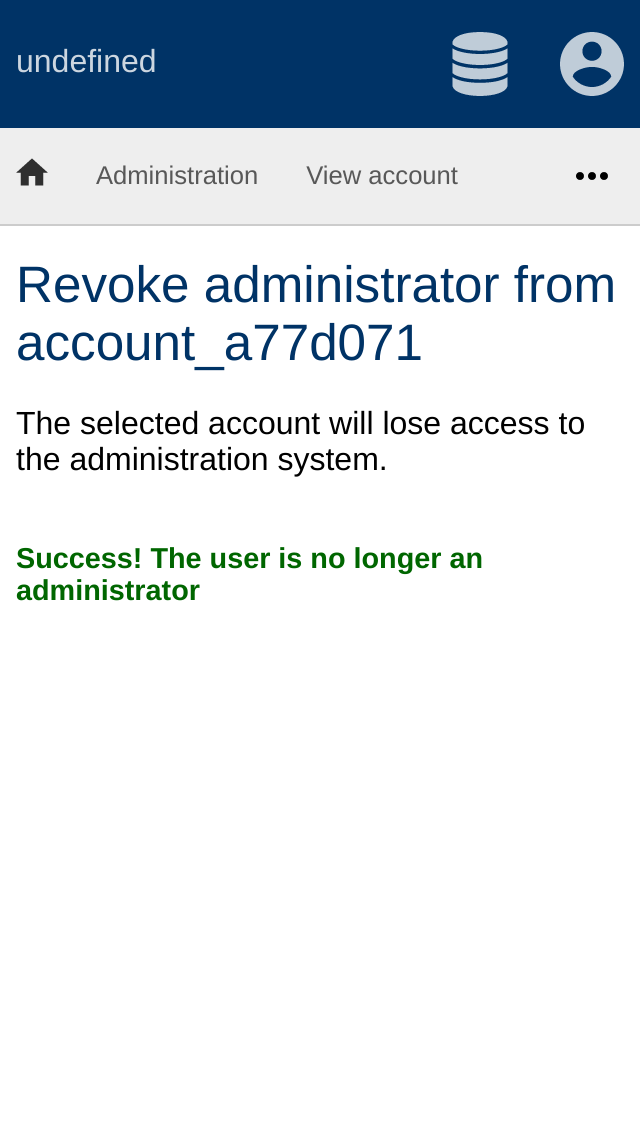 undefined
Administration View account
Revoke administrator from
account_a77d071
The selected account will lose access to
the administration system.
Success! The user is no longer an
administrator